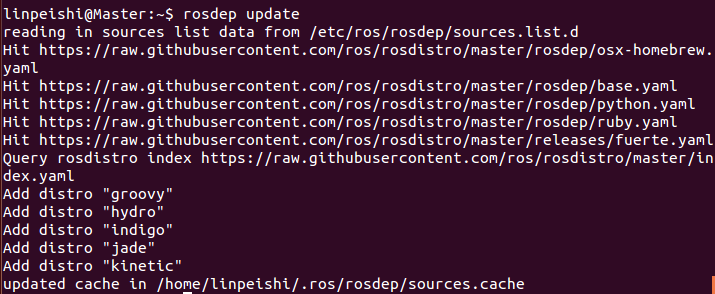 linpeishi@Master:~$ rosdep update
reading in sources list data from /etc/ros/rosdep/sources.list.d
Hit https://raw.githubusercontent.com/ros/rosdistro/master/rosdep/osx-homebrew.
yaml
Hit https://raw.githubusercontent.com/ros/rosdistro/master/rosdep/base.yaml
Hit https://raw.githubusercontent.com/ros/rosdistro/master/rosdep/python.yaml
Hit https://raw.githubusercontent.com/ros/rosdistro/master/rosdep/ruby.yaml
Hit https://raw.githubusercontent.com/ros/rosdistro/master/releases/fuerte.yaml
Query rosdistro index https://raw.githubusercontent.com/ros/rosdistro/master/in
dex.yaml
Add distro "groovy"
Add distro "hydro"
Add distro "indigo"
Add distro "jade"
Add distro "kinetic"
updated cache in /home/linpeishi/.ros/rosdep/sources.cache